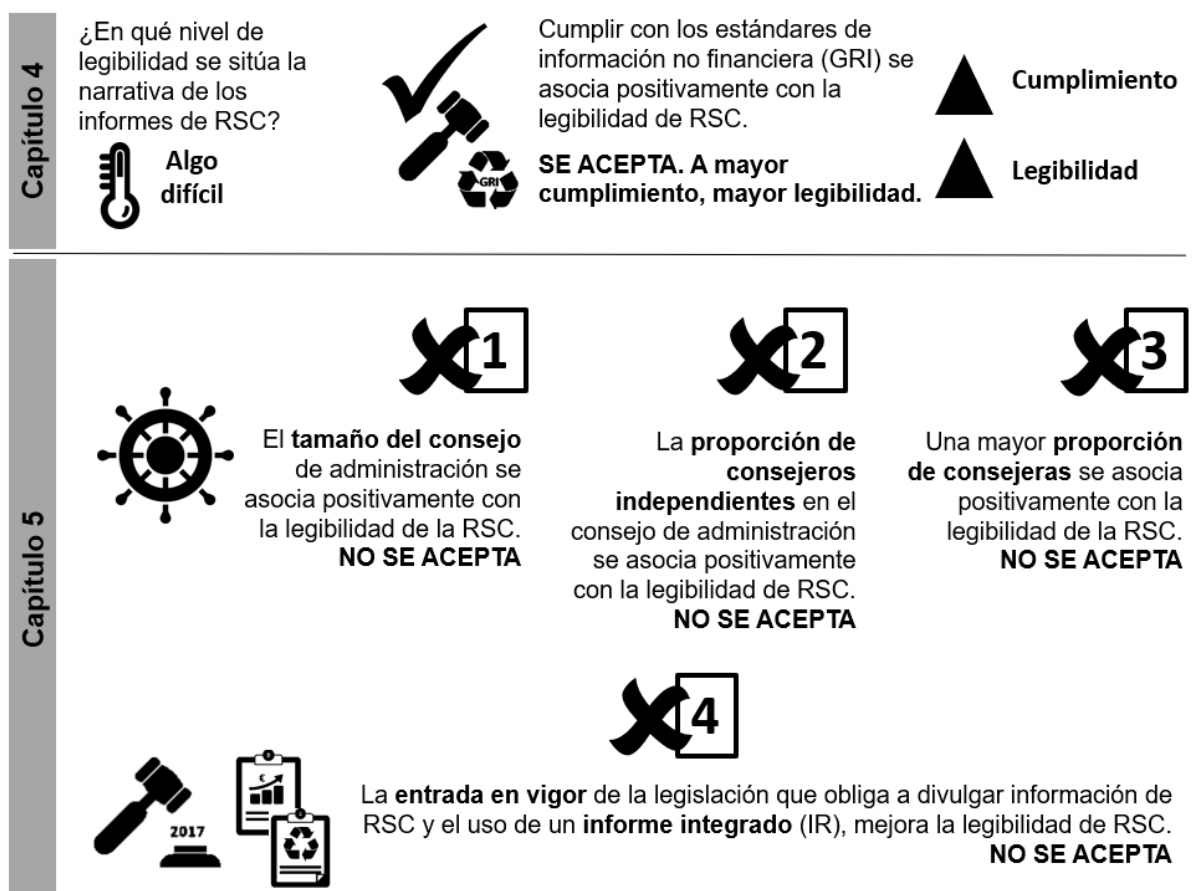 Capítulo 4
¿En qué nivel de
legibilidad se sitúa la
narrativa de los
informes de RSC?
Algo
difícil
GRI
Cumplir con los estándares de
información no financiera (GRI) se
asocia positivamente con la
legibilidad de RSC.
SE ACEPTA. A mayor
cumplimiento, mayor legibilidad.
Cumplimiento
Legibilidad
Capítulo 5
1
El tamaño del consejo
de administración se
asocia positivamente con
la legibilidad de la RSC.
NO SE ACEPTA
2
La proporción de
consejeros
independientes en el
consejo de administración
se asocia positivamente
con la legibilidad de RSC.
NO SE ACEPTA
3
Una mayor proporción
de consejeras se asocia
positivamente con la
legibilidad de la RSC.
NO SE ACEPTA
4
2017
€
La entrada en vigor de la legislación que obliga a divulgar información de
RSC y el uso de un informe integrado (IR), mejora la legibilidad de RSC.
NO SE ACEPTA